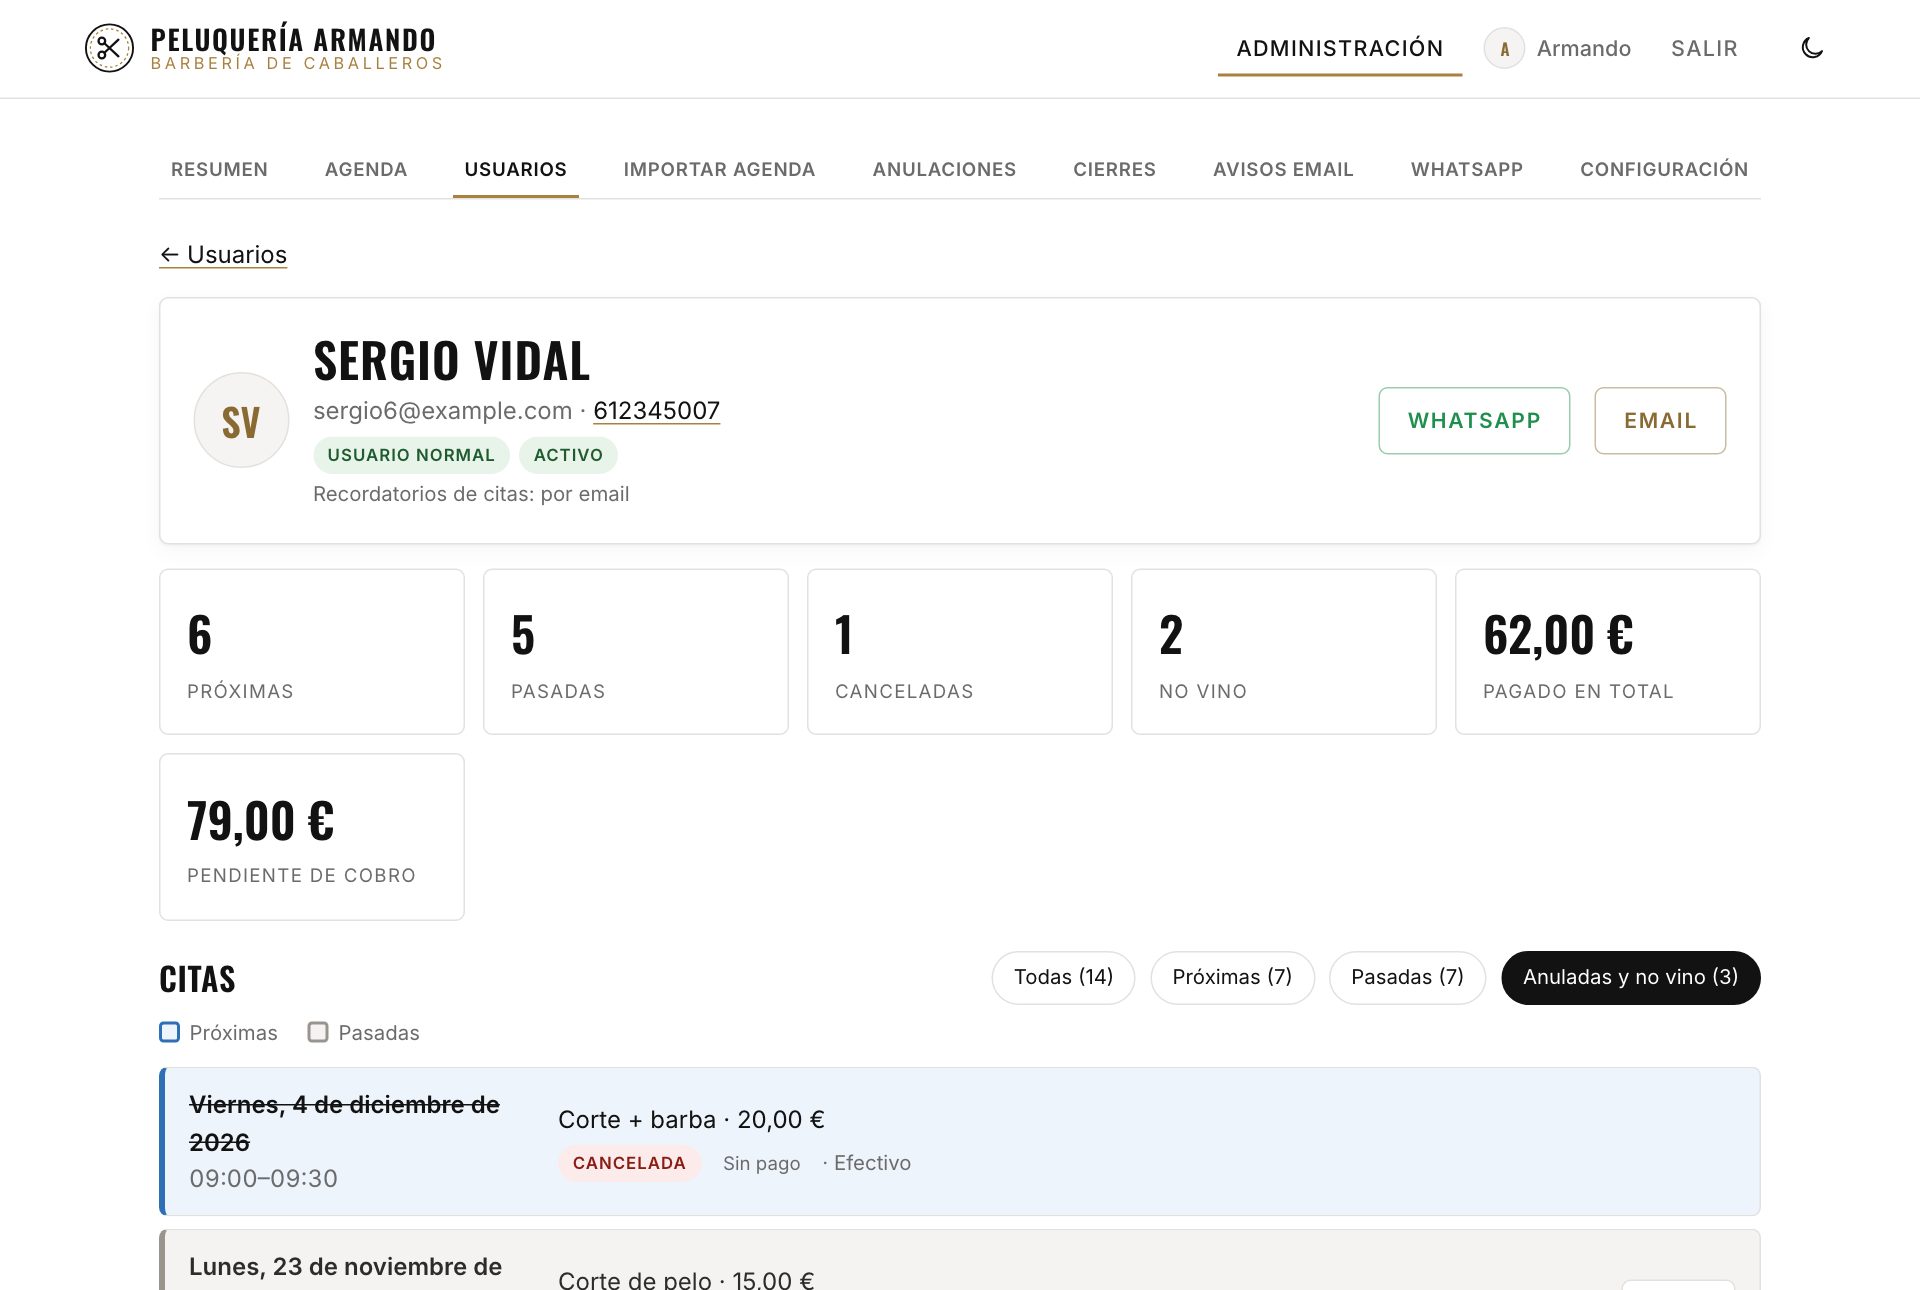 PELUQUERÍA ARMANDO
BARBERÍA DE CABALLEROS
ADMINISTRACIÓN
A
Armando
SALIR
RESUMEN
AGENDA
USUARIOS
IMPORTAR AGENDA
ANULACIONES
CIERRES
AVISOS EMAIL
WHATSAPP
CONFIGURACIÓN
← Usuarios
SV
SERGIO VIDAL
sergio6@example.com · 612345007
USUARIO NORMAL
ACTIVO
Recordatorios de citas: por email
WHATSAPP
EMAIL
6
PRÓXIMAS
5
PASADAS
1
CANCELADAS
2
NO VINO
62,00 €
PAGADO EN TOTAL
79,00 €
PENDIENTE DE COBRO
CITAS
Todas (14)
Próximas (7)
Pasadas (7)
Anuladas y no vino (3)
Próximas
Pasadas
Viernes, 4 de diciembre de
2026
09:00–09:30
Corte + barba · 20,00 €
CANCELADA
Sin pago
· Efectivo
Lunes, 23 de noviembre de
Corte de pelo · 15,00 €